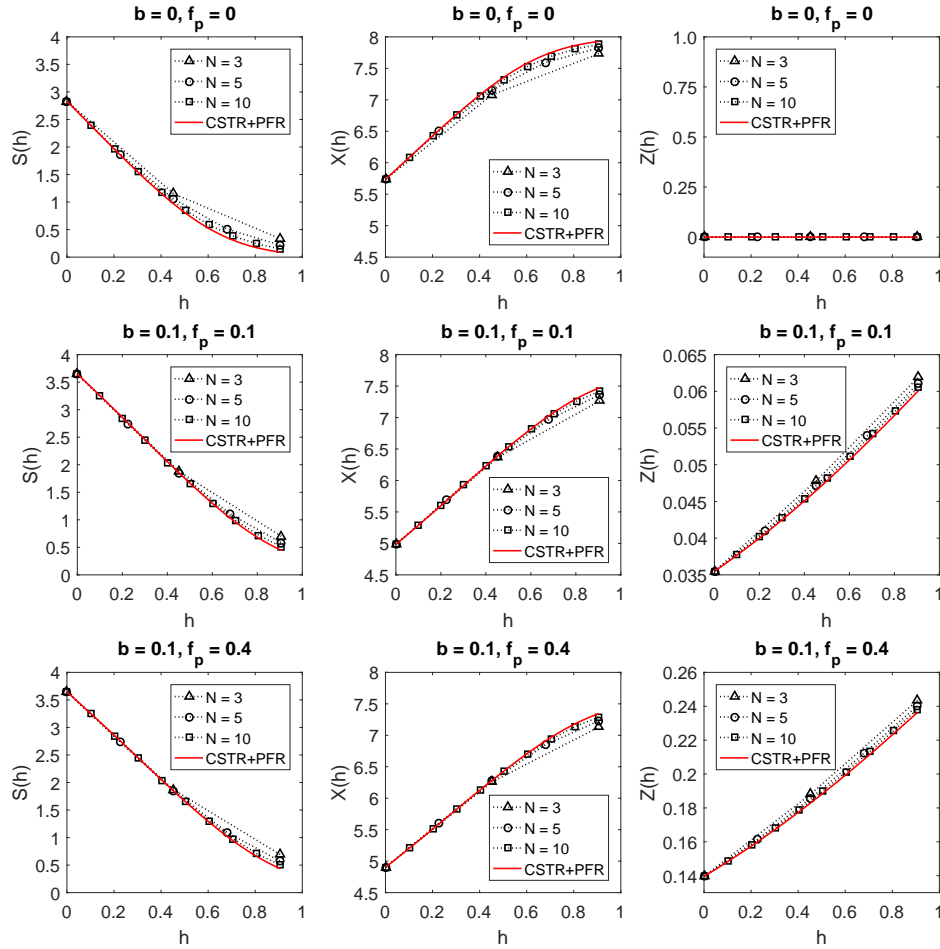 b = 0, f_p = 0
S(h)
4
3.5
3
2.5
2
1.5
1
0.5
0
N = 3
N = 5
N = 10
CSTR+PFR
0 0.2 0.4 0.6 0.8 1
h
b = 0, f_p = 0
X(h)
8
7.5
7
6.5
6
5.5
5
4.5
N = 3
N = 5
N = 10
CSTR+PFR
0 0.2 0.4 0.6 0.8 1
h
b = 0, f_p = 0
Z(h)
1.0
0.75
0.5
0.25
0
N = 3
N = 5
N = 10
CSTR+PFR
0 0.2 0.4 0.6 0.8 1
h
b = 0.1, f_p = 0.1
S(h)
4
3.5
3
2.5
2
1.5
1
0.5
0
N = 3
N = 5
N = 10
CSTR+PFR
0 0.2 0.4 0.6 0.8 1
h
b = 0.1, f_p = 0.1
X(h)
8
7.5
7
6.5
6
5.5
5
4.5
N = 3
N = 5
N = 10
CSTR+PFR
0 0.2 0.4 0.6 0.8 1
h
b = 0.1, f_p = 0.1
Z(h)
0.065
0.06
0.055
0.05
0.045
0.04
0.035
N = 3
N = 5
N = 10
CSTR+PFR
0 0.2 0.4 0.6 0.8 1
h
b = 0.1, f_p = 0.4
S(h)
4
3.5
3
2.5
2
1.5
1
0.5
0
N = 3
N = 5
N = 10
CSTR+PFR
0 0.2 0.4 0.6 0.8 1
h
b = 0.1, f_p = 0.4
X(h)
8
7.5
7
6.5
6
5.5
5
4.5
N = 3
N = 5
N = 10
CSTR+PFR
0 0.2 0.4 0.6 0.8 1
h
b = 0.1, f_p = 0.4
Z(h)
0.26
0.24
0.22
0.2
0.18
0.16
0.14
N = 3
N = 5
N = 10
CSTR+PFR
0 0.2 0.4 0.6 0.8 1
h